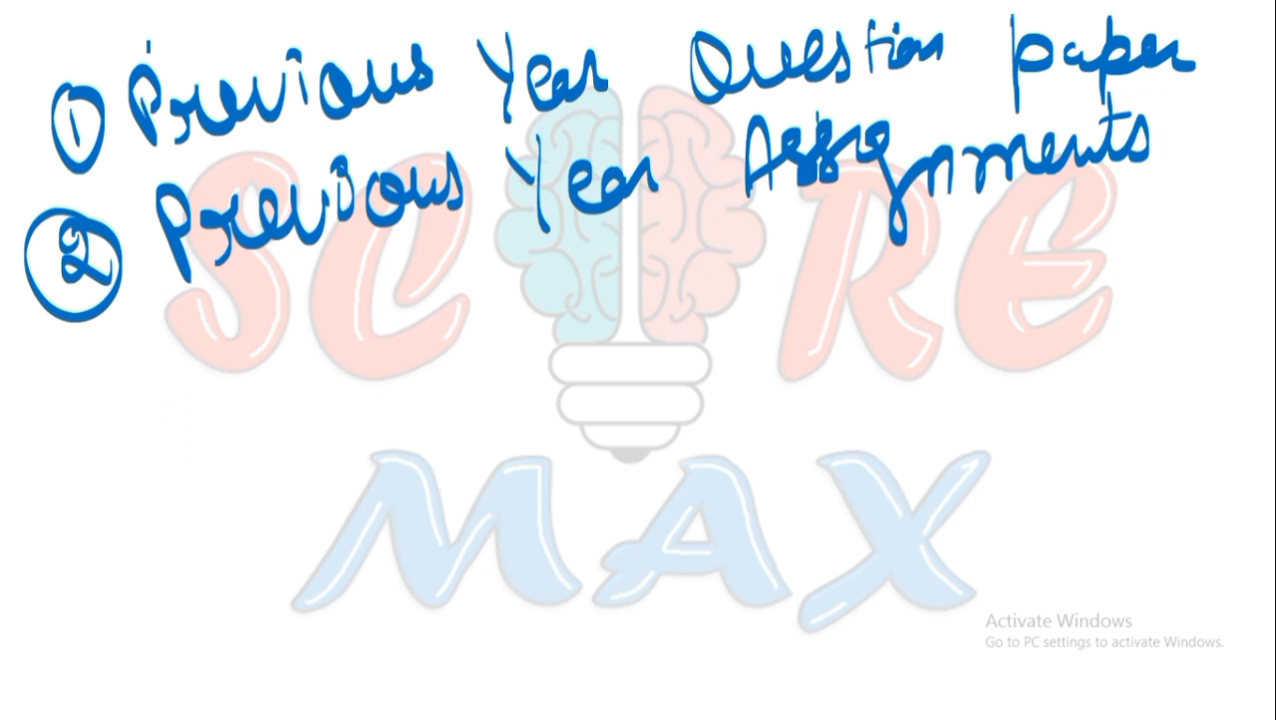 ① Previous Year Question paper
② Previous Year Assignments
SCORE
MAX
Activate Windows
Go to PC settings to activate Windows.